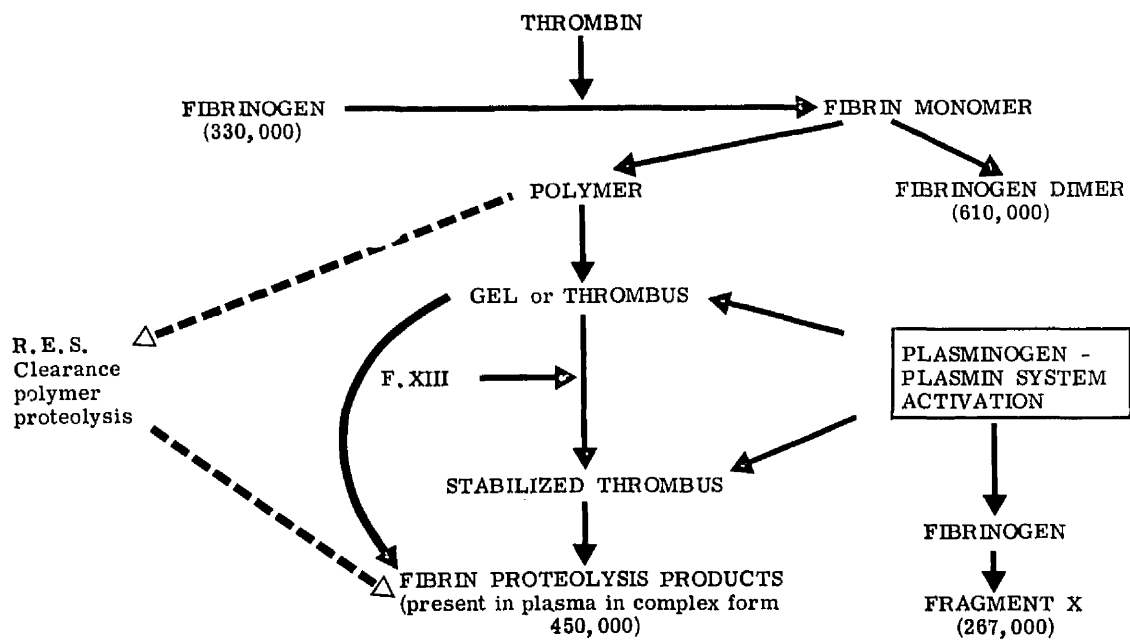 THROMBIN
FIBRINOGEN
(330,000)
FIBRIN MONOMER
POLYMER
FIBRINOGEN DIMER
(610,000)
GEL or THROMBUS
R.E.S.
Clearance
polymer
proteolysis
F.XIII
PLASMINOGEN -
PLASMIN SYSTEM
ACTIVATION
STABILIZED THROMBUS
FIBRINOGEN
FIBRIN PROTEOLYSIS PRODUCTS
(present in plasma in complex form
450,000)
FRAGMENT X
(267,000)